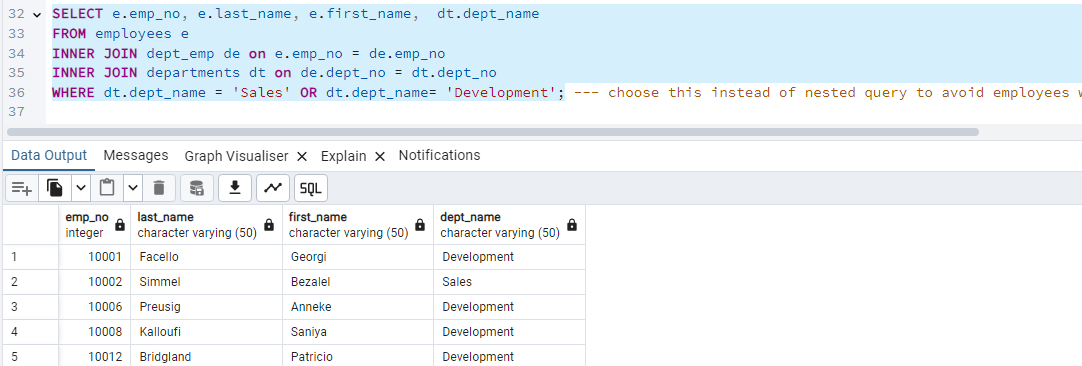 32 SELECT e.emp_no, e.last_name, e.first_name,  dt.dept_name
33 FROM employees e
34 INNER JOIN dept_emp de on e.emp_no = de.emp_no
35 INNER JOIN departments dt on de.dept_no = dt.dept_no
36 WHERE dt.dept_name = 'Sales' OR dt.dept_name= 'Development'; --- choose this instead of nested query to avoid employees
37
Data Output Messages Graph Visualiser Explain Notifications
SQL
emp_no last_name first_name dept_name
integer character varying (50) character varying (50) character varying (50)
1 10001 Facello Georgi Development
2 10002 Simmel Bezalel Sales
3 10006 Preusig Anneke Development
4 10008 Kalloufi Saniya Development
5 10012 Bridgland Patricio Development